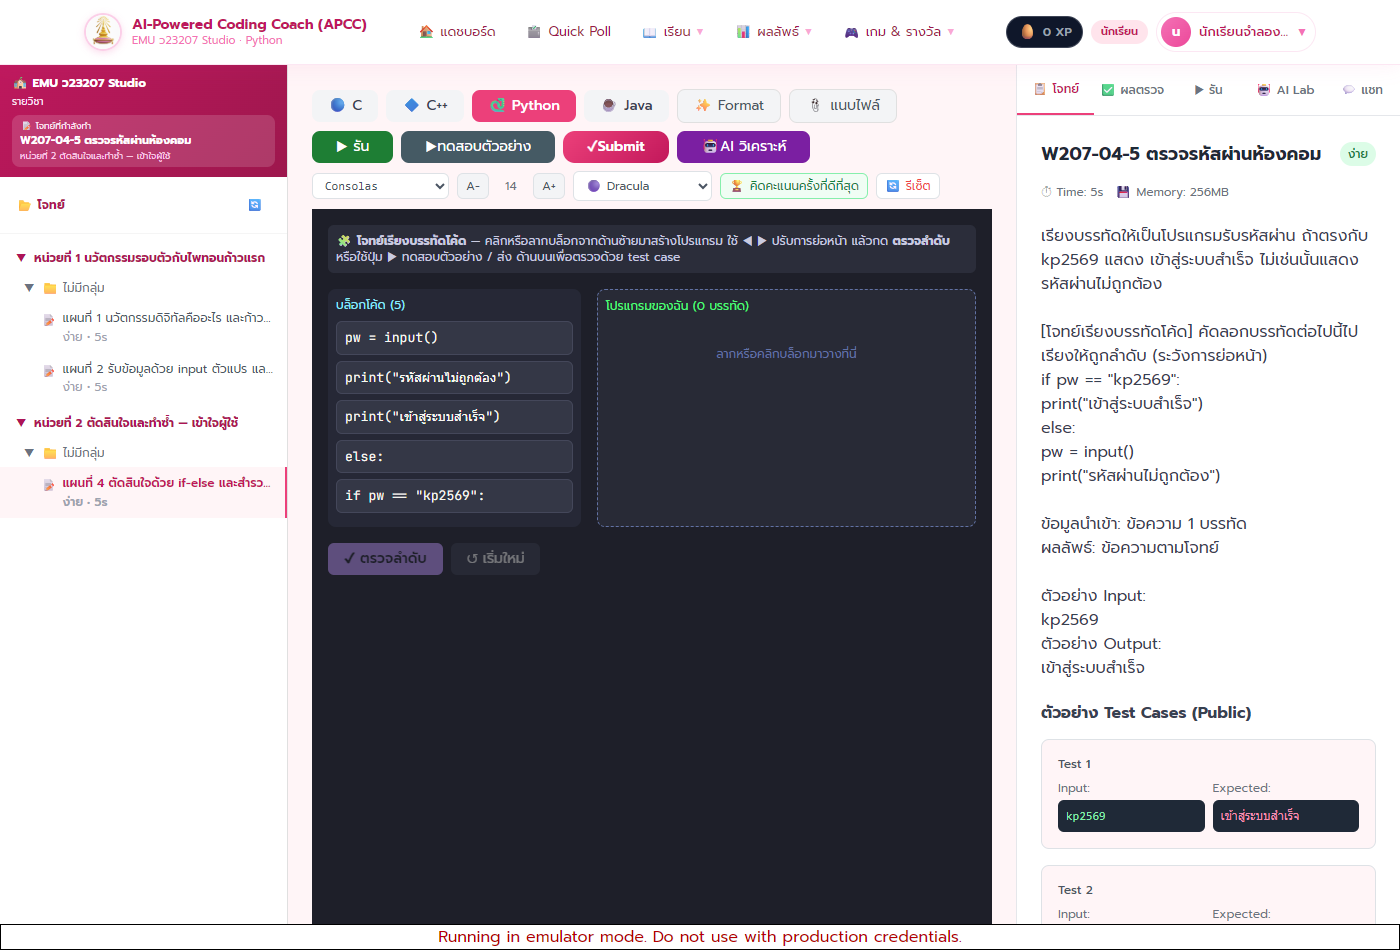 AI-Powered Coding Coach (APCC)
EMU ว23207 Studio · Python
แดชบอร์ด
Quick Poll
เรียน
ผลลัพธ์
เกม & รางวัล
0 XP
นักเรียน
u
นักเรียนจำลอง...
EMU ว23207 Studio
รายวิชา
โจทย์ที่กำลังทำ
W207-04-5 ตรวจรหัสผ่านห้องคอม
หน่วยที่ 2 ตัดสินใจและทำซ้ำ — เข้าใจผู้ใช้
โจทย์
หน่วยที่ 1 นวัตกรรมรอบตัวกับไพทอนก้าวแรก
ไม่มีกลุ่ม
แผนที่ 1 นวัตกรรมดิจิทัลคืออะไร และก้าว...
ง่าย • 5s
แผนที่ 2 รับข้อมูลด้วย input ตัวแปร และ...
ง่าย • 5s
หน่วยที่ 2 ตัดสินใจและทำซ้ำ — เข้าใจผู้ใช้
ไม่มีกลุ่ม
แผนที่ 4 ตัดสินใจด้วย if-else และสำรว...
ง่าย • 5s
C
C++
Python
Java
Format
แนบไฟล์
▶ รัน
▶ทดสอบตัวอย่าง
✓Submit
AI วิเคราะห์
Consolas
A-
14
A+
Dracula
คิดคะแนนครั้งที่ดีที่สุด
รีเซ็ต
โจทย์เรียงบรรทัดโค้ด — คลิกหรือลากบล็อกจากด้านซ้ายมาสร้างโปรแกรม ใช้ ◀ ▶ ปรับการย่อหน้า แล้วกด ตรวจลำดับ
หรือใช้ปุ่ม ▶ ทดสอบตัวอย่าง / ส่ง ด้านบนเพื่อตรวจด้วย test case
บล็อกโค้ด (5)
pw = input()
print("รหัสผ่านไม่ถูกต้อง")
print("เข้าสู่ระบบสำเร็จ")
else:
if pw == "kp2569":
โปรแกรมของฉัน (0 บรรทัด)
ลากหรือคลิกบล็อกมาวางที่นี่
✓ ตรวจลำดับ
↺ เริ่มใหม่
โจทย์
ผลตรวจ
▶ รัน
AI Lab
แชท
W207-04-5 ตรวจรหัสผ่านห้องคอม
ง่าย
Time: 5s
Memory: 256MB
เรียงบรรทัดให้เป็นโปรแกรมรับรหัสผ่าน ถ้าตรงกับ
kp2569 แสดง เข้าสู่ระบบสำเร็จ ไม่เช่นนั้นแสดง
รหัสผ่านไม่ถูกต้อง
[โจทย์เรียงบรรทัดโค้ด] คัดลอกบรรทัดต่อไปนี้ไป
เรียงให้ถูกลำดับ (ระวังการย่อหน้า)
if pw == "kp2569":
print("เข้าสู่ระบบสำเร็จ")
else:
pw = input()
print("รหัสผ่านไม่ถูกต้อง")
ข้อมูลนำเข้า: ข้อความ 1 บรรทัด
ผลลัพธ์: ข้อความตามโจทย์
ตัวอย่าง Input:
kp2569
ตัวอย่าง Output:
เข้าสู่ระบบสำเร็จ
ตัวอย่าง Test Cases (Public)
Test 1
Input:
Expected:
kp2569
เข้าสู่ระบบสำเร็จ
Test 2
Input:
Expected:
Running in emulator mode. Do not use with production credentials.